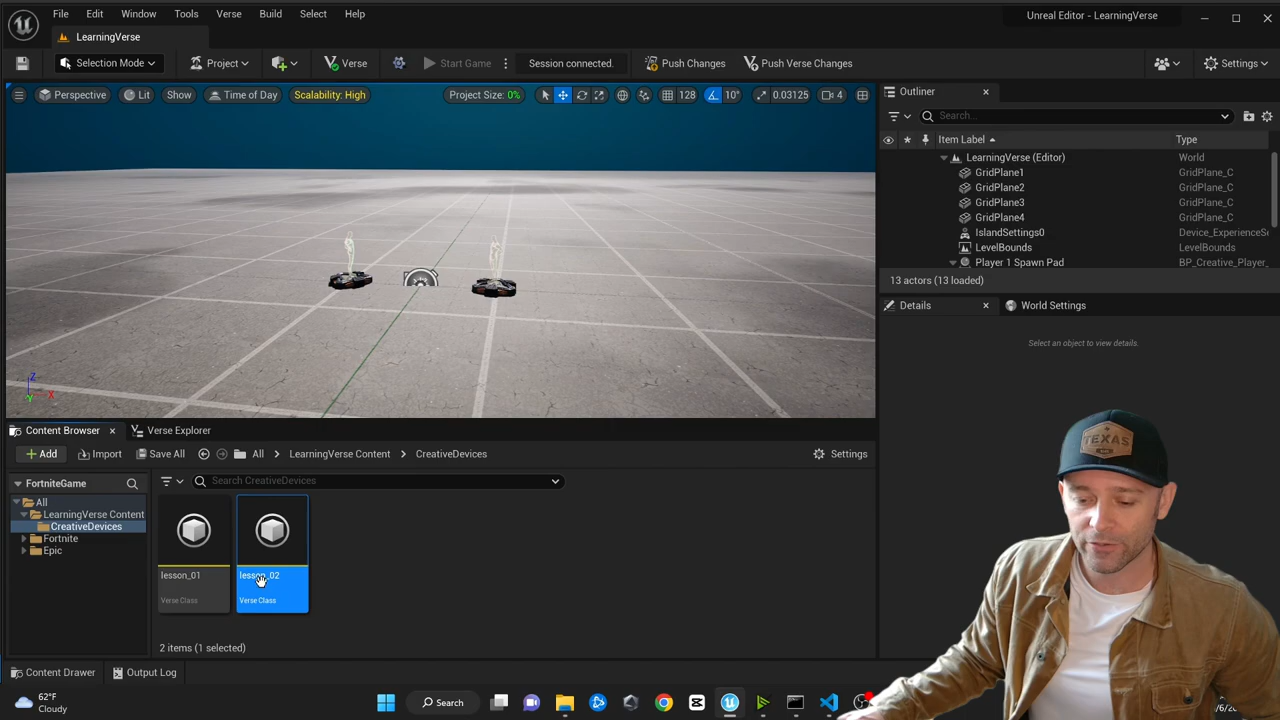 File Edit Window Tools Verse Build Select Help
Unreal Editor - LearningVerse
LearningVerse
Selection Mode
Project
Verse
Start Game
Session connected.
Push Changes
Push Verse Changes
Settings
Perspective
Lit
Show
Time of Day
Scalability: High
Project Size: 0%
128
10°
0.03125
4
Outliner
Search...
Item Label
Type
LearningVerse (Editor) World
GridPlane1 GridPlane_C
GridPlane2 GridPlane_C
GridPlane3 GridPlane_C
GridPlane4 GridPlane_C
IslandSettings0 Device_ExperienceSe
LevelBounds LevelBounds
Player 1 Spawn Pad BP_Creative_Player_
13 actors (13 loaded)
Details
World Settings
Select an object to view details.
Z
X
Y
Content Browser
Verse Explorer
Add
Import
Save All
All
LearningVerse Content
CreativeDevices
Settings
FortniteGame
Search CreativeDevices
All
LearningVerse Content
CreativeDevices
Fortnite
Epic
lesson_01
Verse Class
lesson_02
Verse Class
2 items (1 selected)
Content Drawer
Output Log
62°F
Cloudy
Search
TEXAS